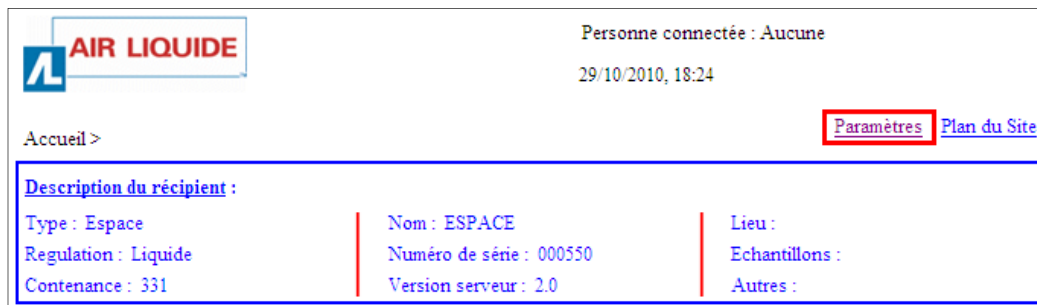 AIR LIQUIDE
Personne connectée : Aucune
29/10/2010, 18:24
Accueil >
Paramètres Plan du Site
Description du récipient :
Type : Espace
Nom : ESPACE
Lieu :
Regulation : Liquide
Numéro de série : 000550
Echantillons :
Contenance : 331
Version serveur : 2.0
Autres :